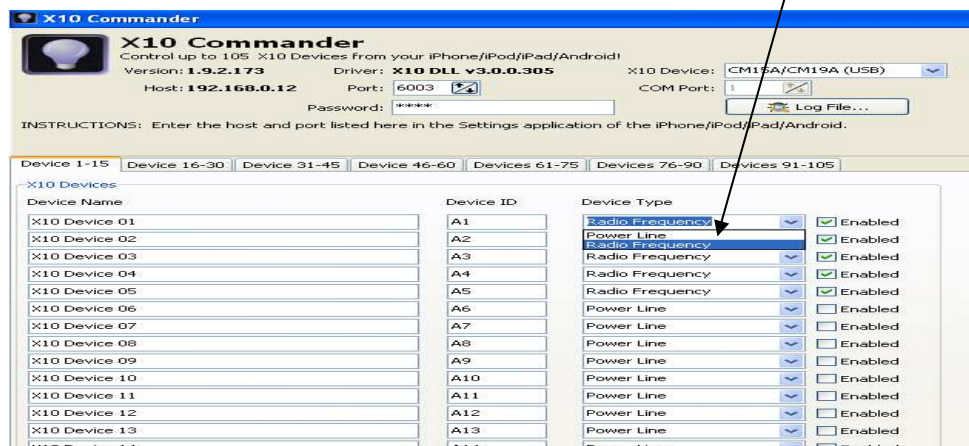 X10 Commander
X10 Commander
Control up to 105 X10 Devices from your iPhone/iPod/iPad/Android!
Version: 1.9.2.173 Driver: X10 DLL v3.0.0.305 X10 Device: CM15A/CM19A (USB)
Host: 192.168.0.12 Port: 6003 COM Port: 1
Password: **** Log File...
INSTRUCTIONS: Enter the host and port listed here in the Settings application of the iPhone/iPod/iPad/Android.
Device 1-15 Device 16-30 Device 31-45 Device 46-60 Devices 61-75 Devices 76-90 Devices 91-105
X10 Devices
Device Name Device ID Device Type
X10 Device 01 A1 Radio Frequency Enabled
X10 Device 02 A2 Power Line Enabled
Radio Frequency
X10 Device 03 A3 Radio Frequency Enabled
X10 Device 04 A4 Radio Frequency Enabled
X10 Device 05 A5 Radio Frequency Enabled
X10 Device 06 A6 Power Line Enabled
X10 Device 07 A7 Power Line Enabled
X10 Device 08 A8 Power Line Enabled
X10 Device 09 A9 Power Line Enabled
X10 Device 10 A10 Power Line Enabled
X10 Device 11 A11 Power Line Enabled
X10 Device 12 A12 Power Line Enabled
X10 Device 13 A13 Power Line Enabled